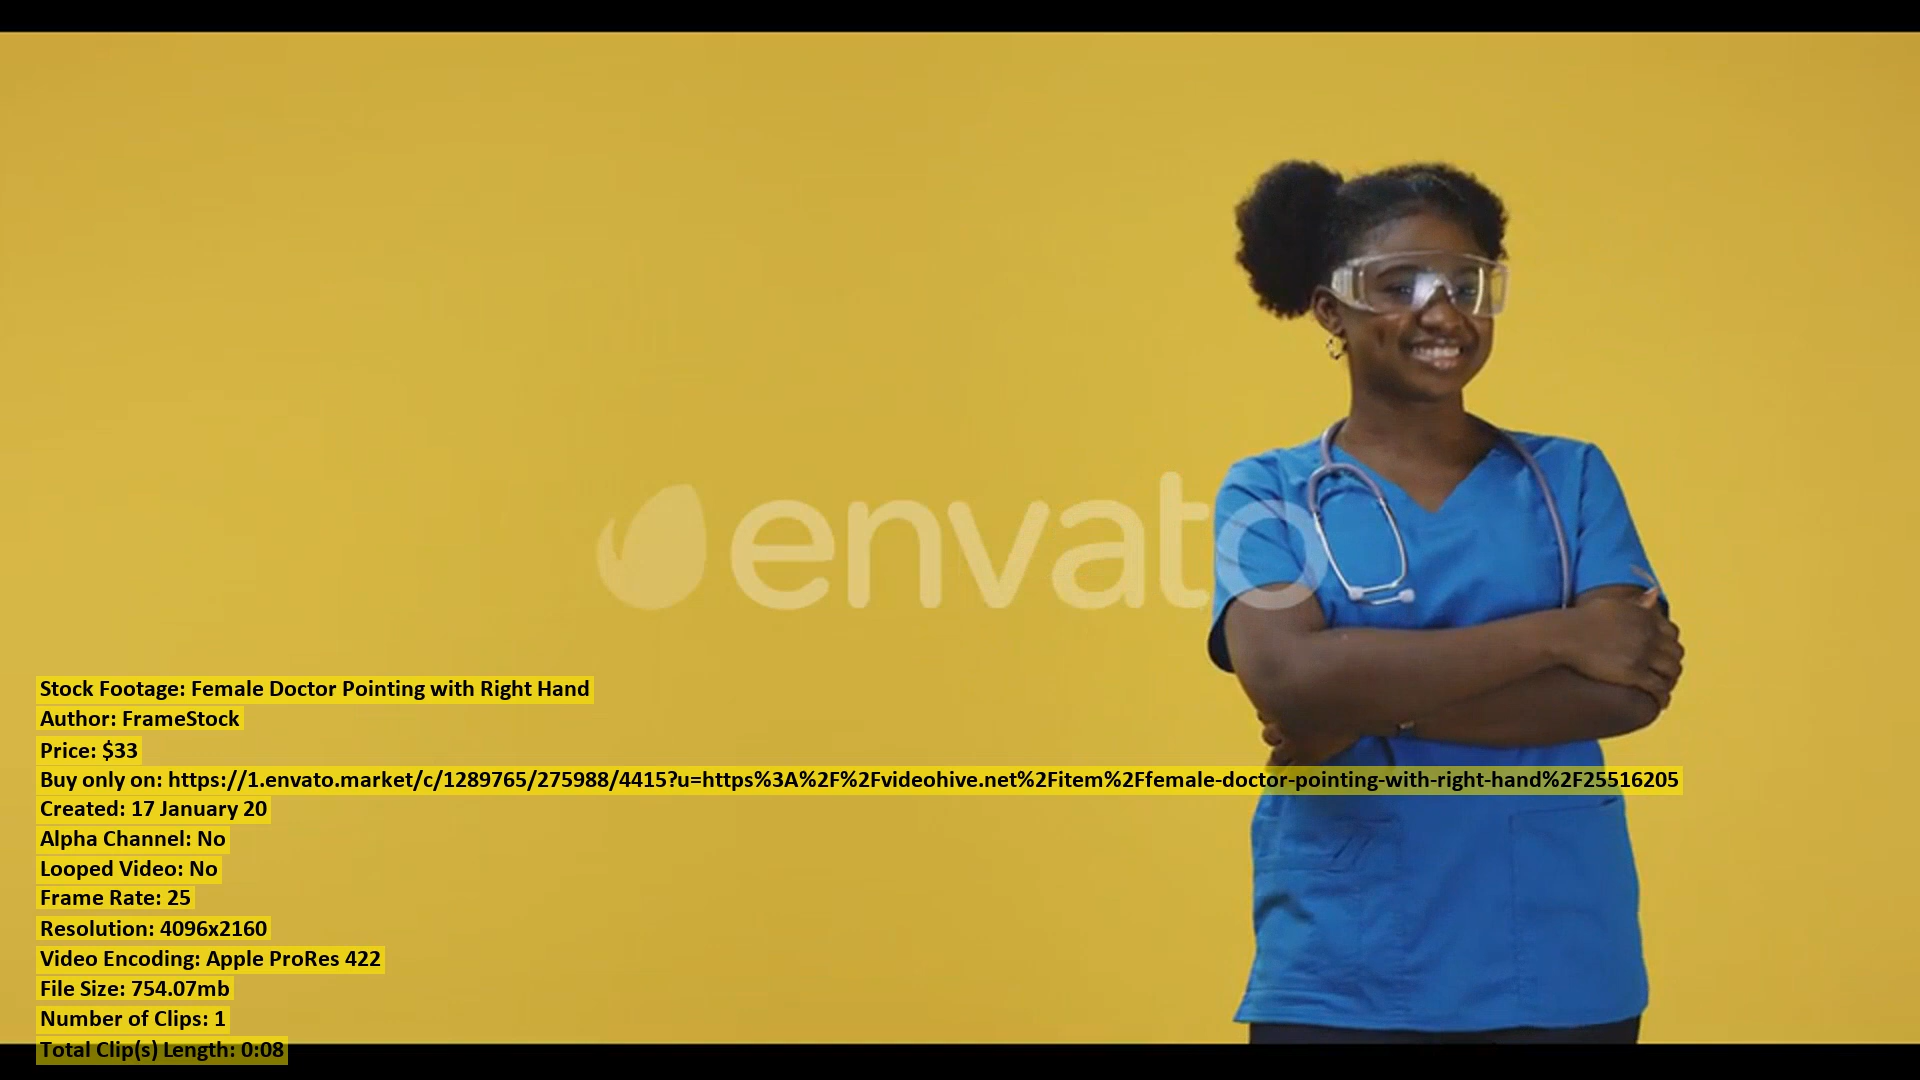 envato
Stock Footage: Female Doctor Pointing with Right Hand
Author: FrameStock
Price: $33
Buy only on: https://1.envato.market/c/1289765/275988/4415?u=https%3A%2F%2Fvideohive.net%2Fitem%2Ffemale-doctor-pointing-with-right-hand%2F25516205
Created: 17 January 20
Alpha Channel: No
Looped Video: No
Frame Rate: 25
Resolution: 4096x2160
Video Encoding: Apple ProRes 422
File Size: 754.07mb
Number of Clips: 1
Total Clip(s) Length: 0:08